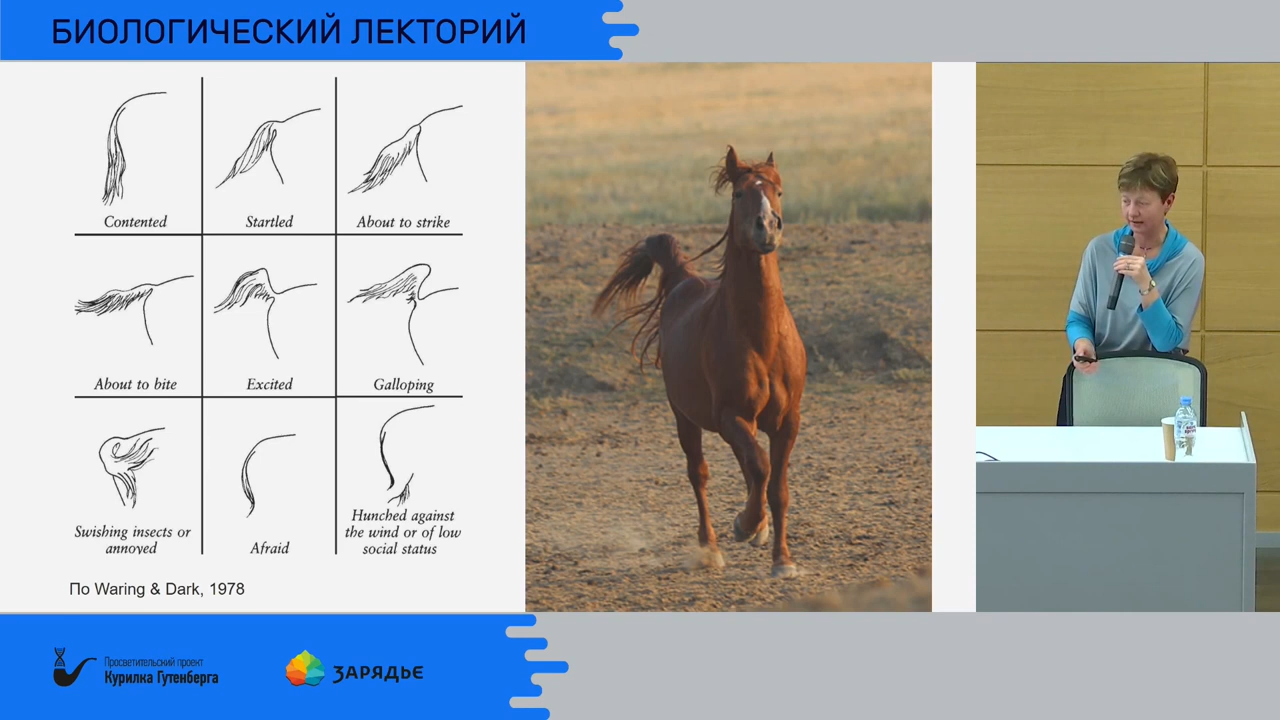 БИОЛОГИЧЕСКИЙ ЛЕКТОРИЙ
Contented
Startled
About to strike
About to bite
Excited
Galloping
Swishing insects or
annoyed
Afraid
Hunched against
the wind or of low
social status
По Waring & Dark, 1978
Просветительский проект
Курилка Гутенберга
ЗАРЯДЬЕ